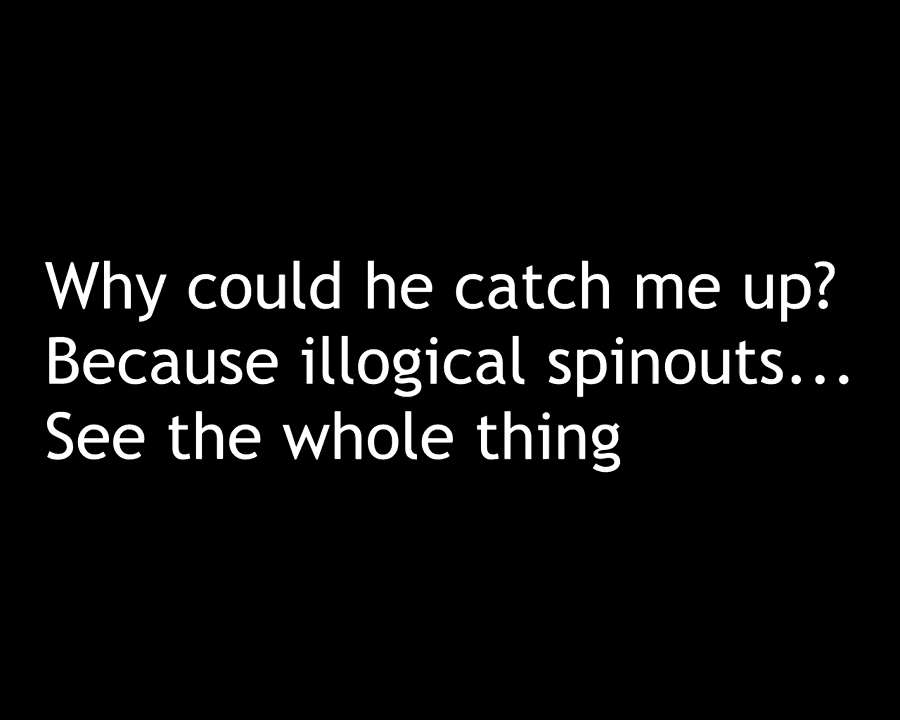 Why could he catch me up?
Because illogical spinouts...
See the whole thing